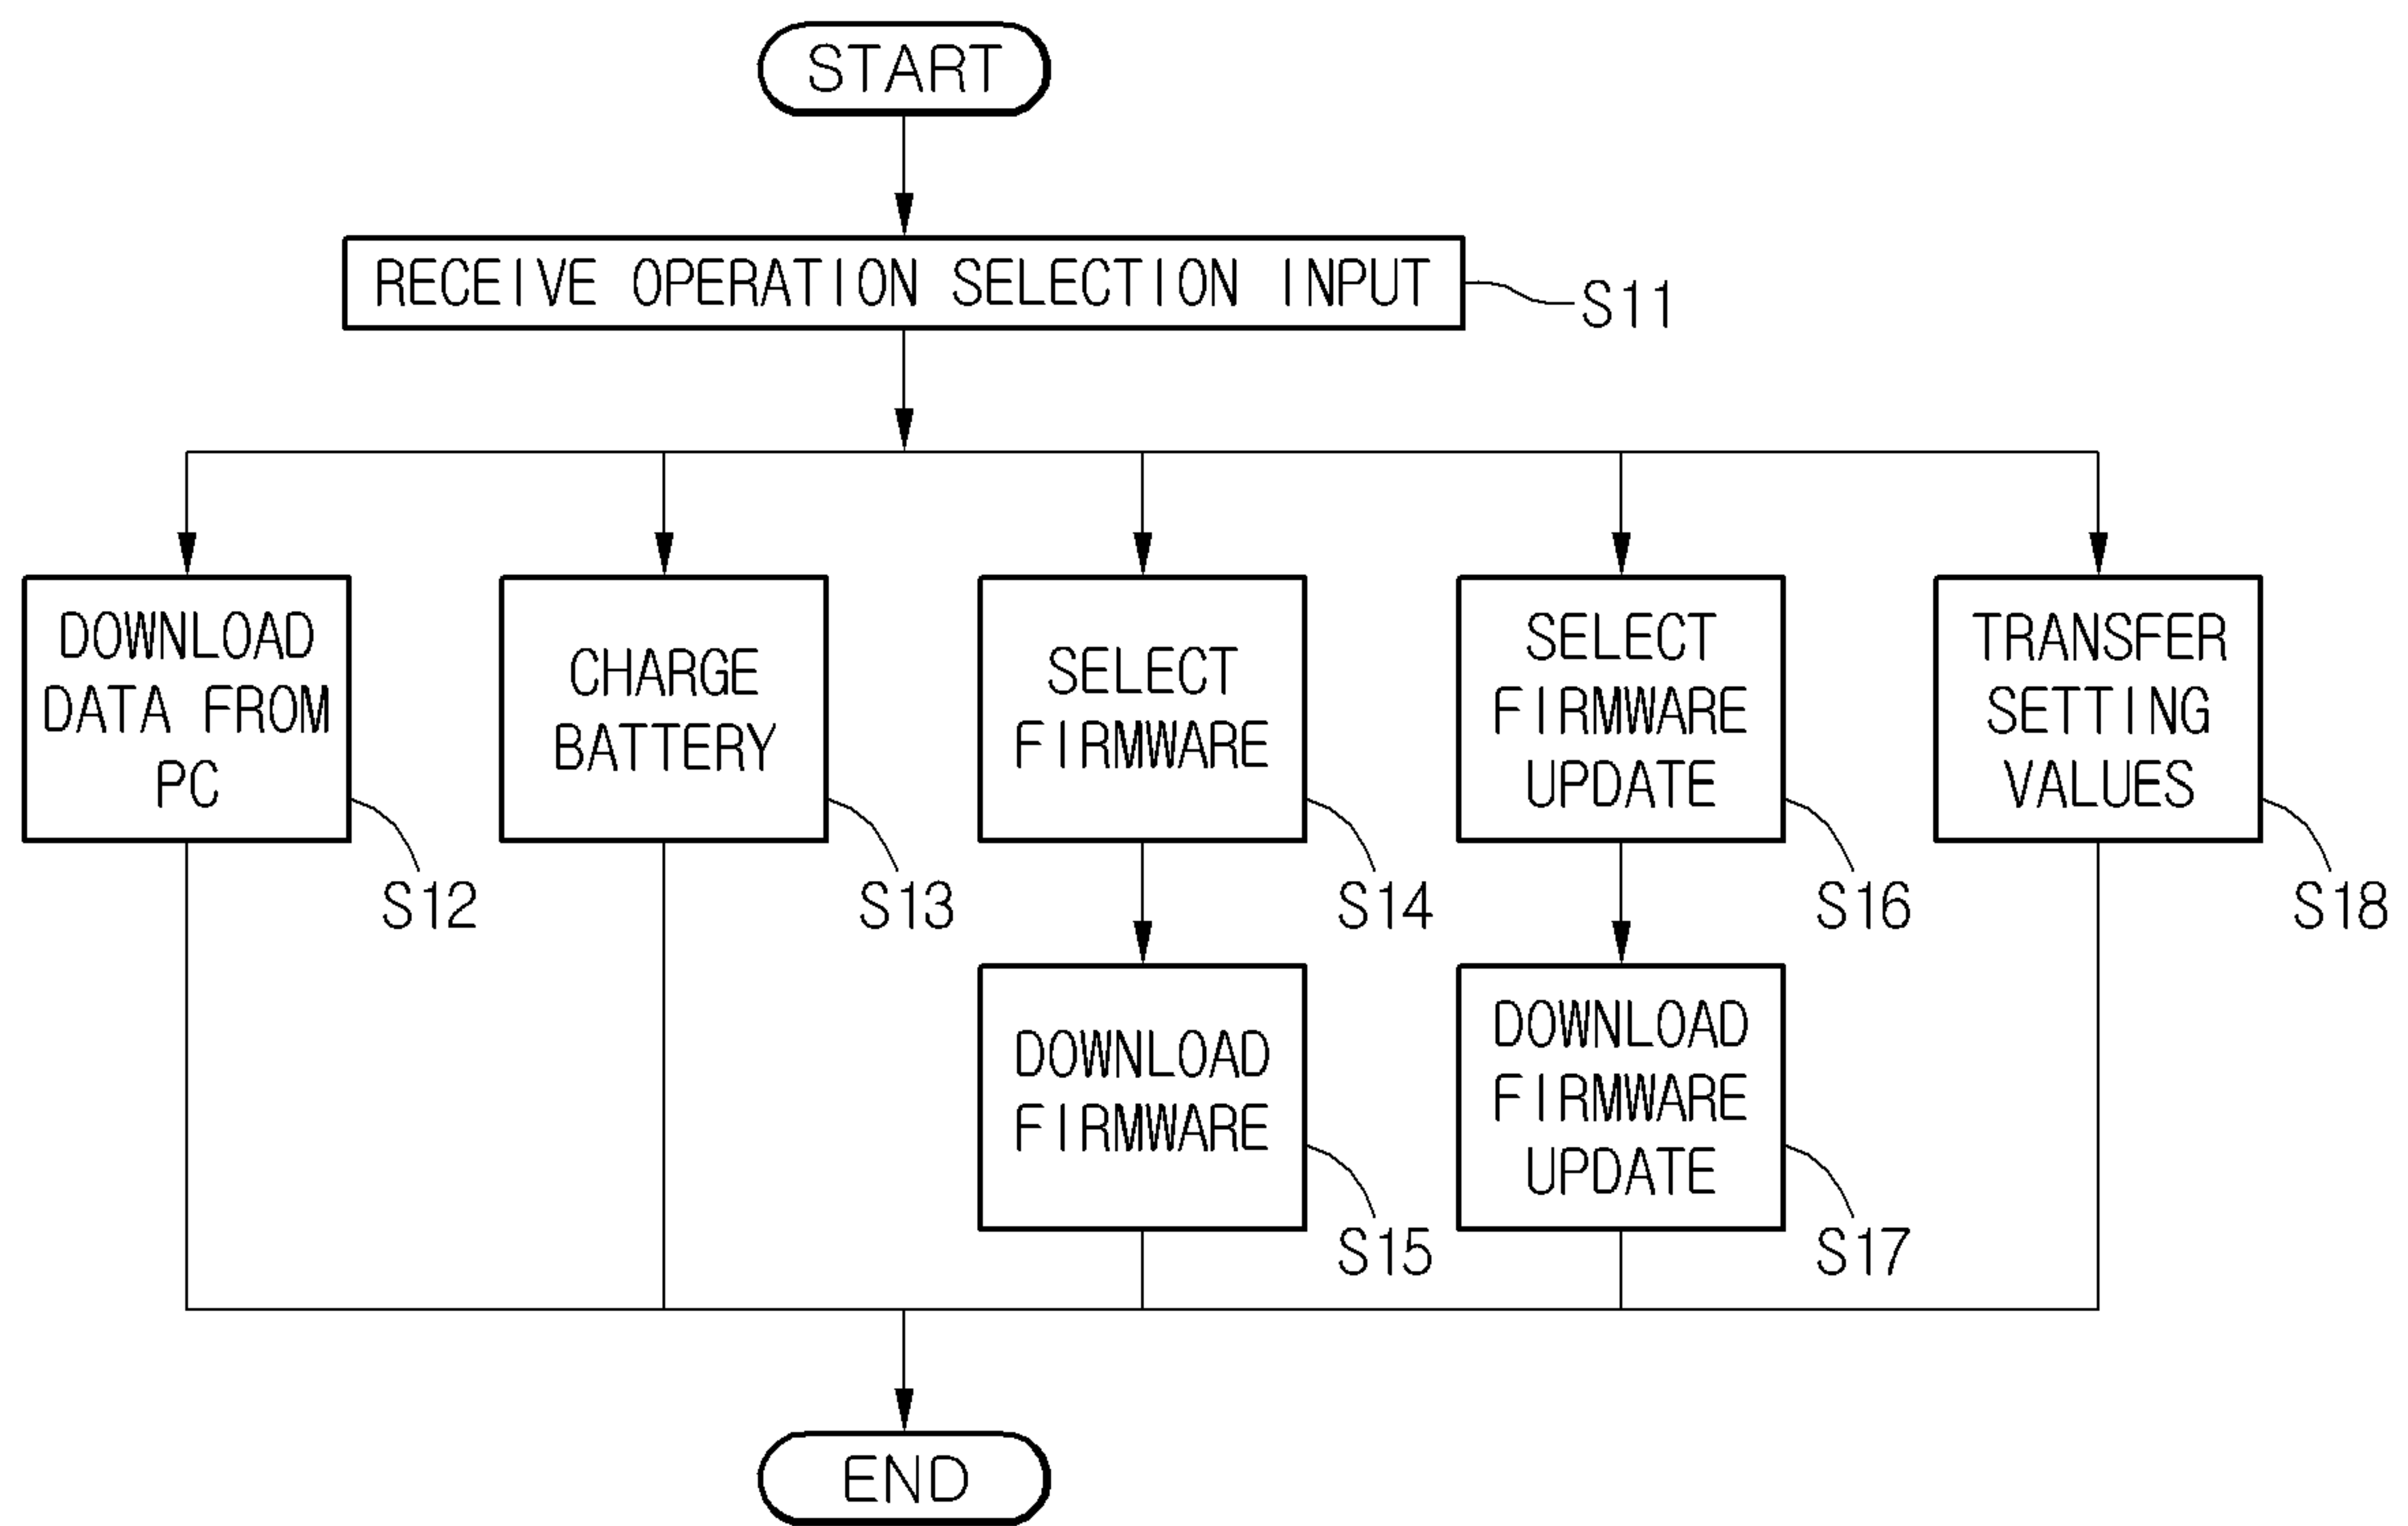 START
RECEIVE OPERATION SELECTION INPUT
S11
DOWNLOAD
DATA FROM
PC
S12
CHARGE
BATTERY
S13
SELECT
FIRMWARE
S14
SELECT
FIRMWARE
UPDATE
S16
TRANSFER
SETTING
VALUES
S18
DOWNLOAD
FIRMWARE
S15
DOWNLOAD
FIRMWARE
UPDATE
S17
END